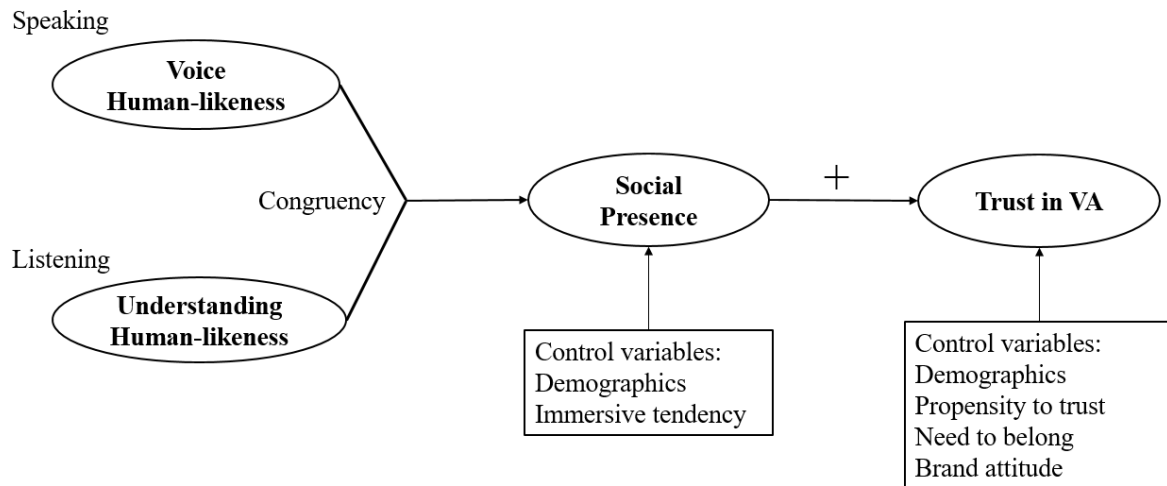 Speaking
Voice
Human-likeness
Congruency
Listening
Understanding
Human-likeness
Social
Presence
+
Trust in VA
Control variables:
Demographics
Immersive tendency
Control variables:
Demographics
Propensity to trust
Need to belong
Brand attitude